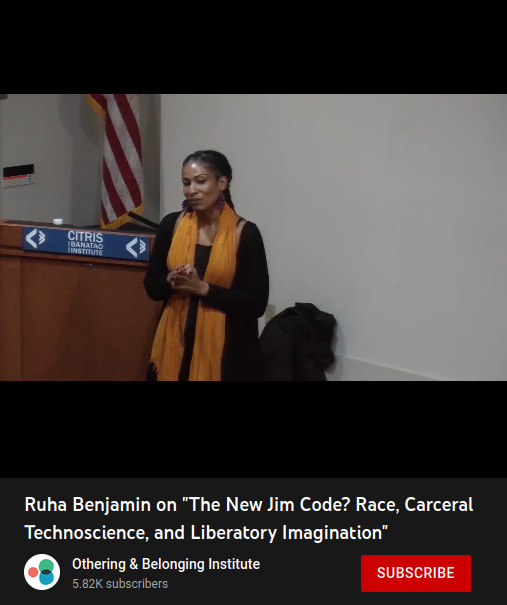 CITRIS
BANATAO
INSTITUTE
Ruha Benjamin on "The New Jim Code? Race, Carceral
Technoscience, and Liberatory Imagination"
Othering & Belonging Institute
5.82K subscribers
SUBSCRIBE